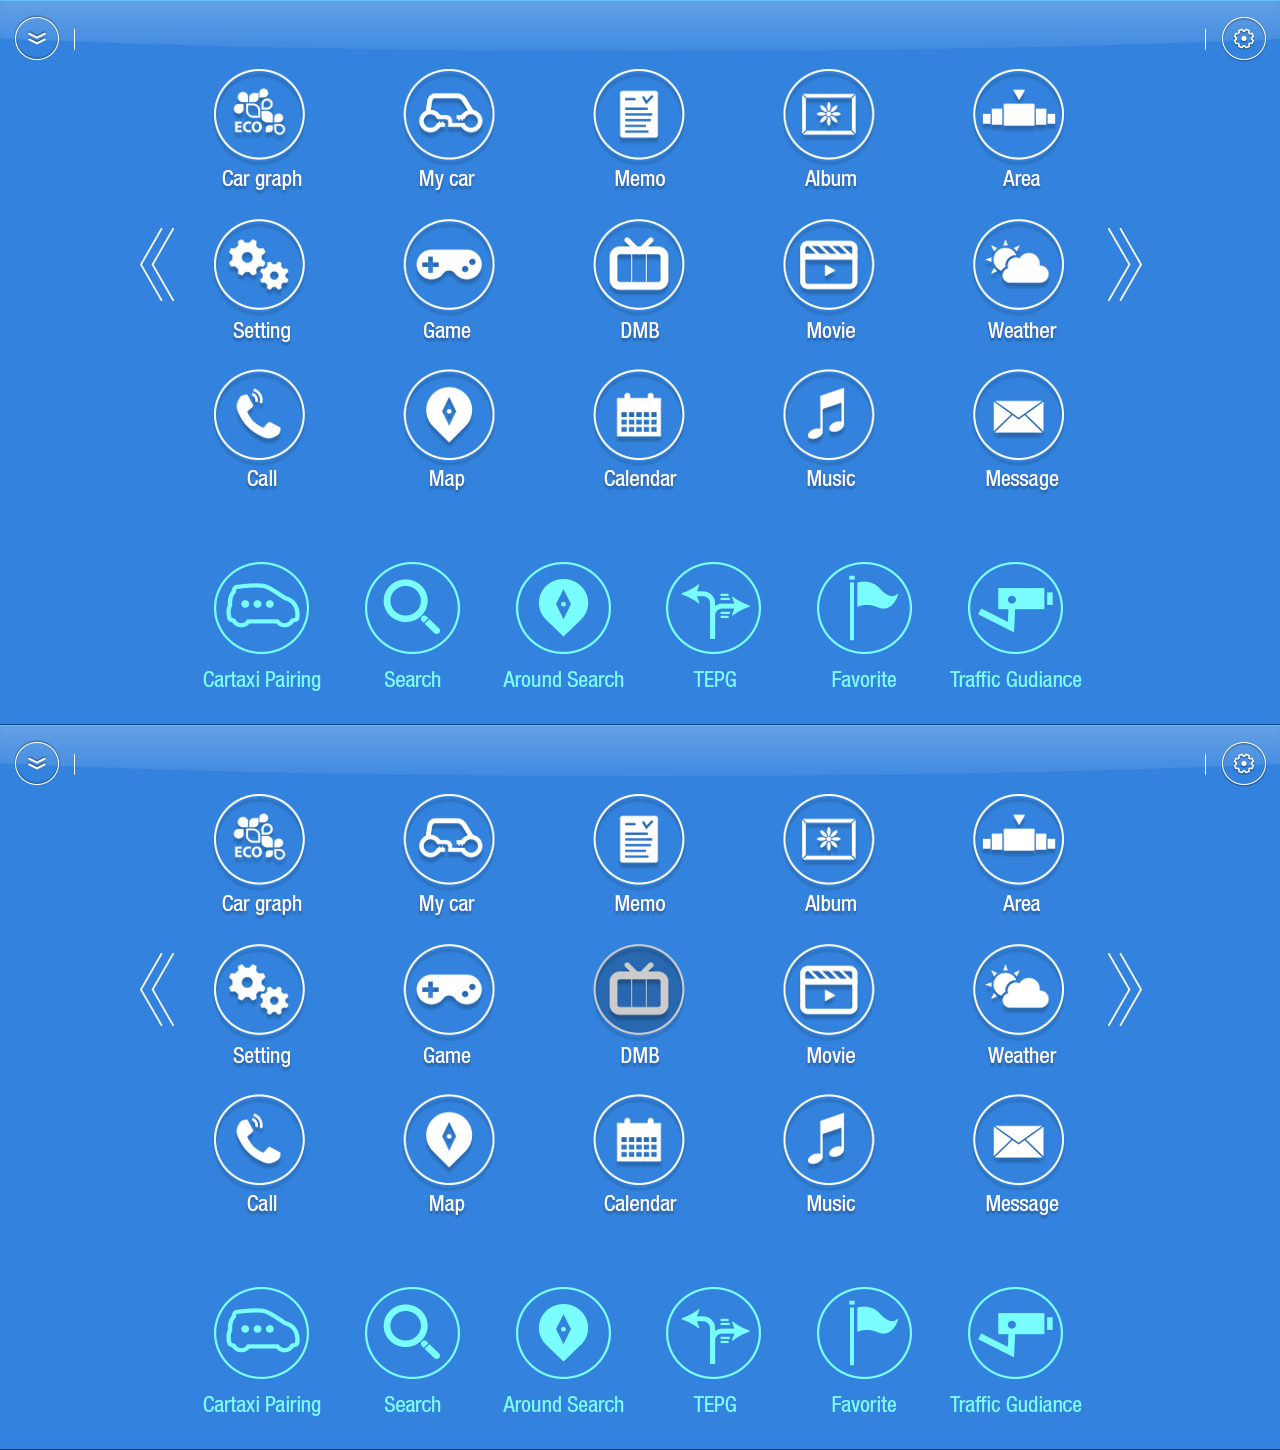 ECO
Car graph My car Memo Album Area
Setting Game DMB Movie Weather
Call Map Calendar Music Message
Cartaxi Pairing Search Around Search TEPG Favorite Traffic Gudiance
ECO
Car graph My car Memo Album Area
Setting Game DMB Movie Weather
Call Map Calendar Music Message
Cartaxi Pairing Search Around Search TEPG Favorite Traffic Gudiance